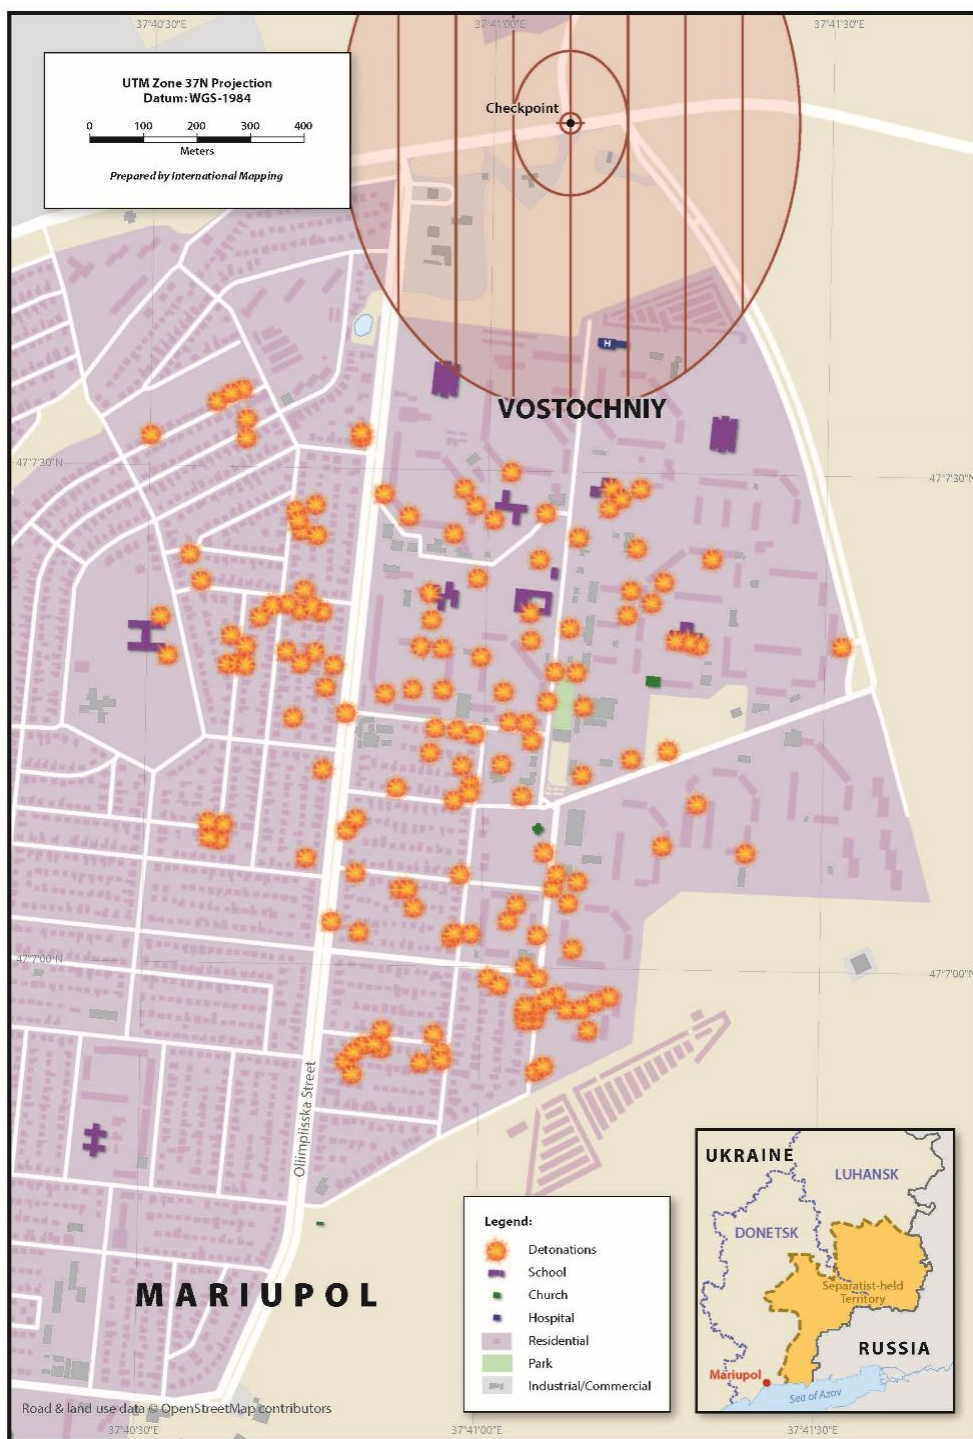 37°40'30"E
37°41'00"E
37°41'30"E
UTM Zone 37N Projection
Datum: WGS-1984
0 100 200 300 400
Meters
Prepared by International Mapping
Checkpoint
H
VOSTOCHNIY
47°7'30"N
47°7'30"N
47°7'00"N
47°7'00"N
Oliimpiisska Street
MARIUPOL
Legend:
Detonations
School
Church
Hospital
Residential
Park
Industrial/Commercial
UKRAINE
LUHANSK
DONETSK
Separatist-held
Territory
RUSSIA
Mariupol
Sea of Azov
Road & land use data © OpenStreetMap contributors
37°40'30"E
37°41'00"E
37°41'30"E